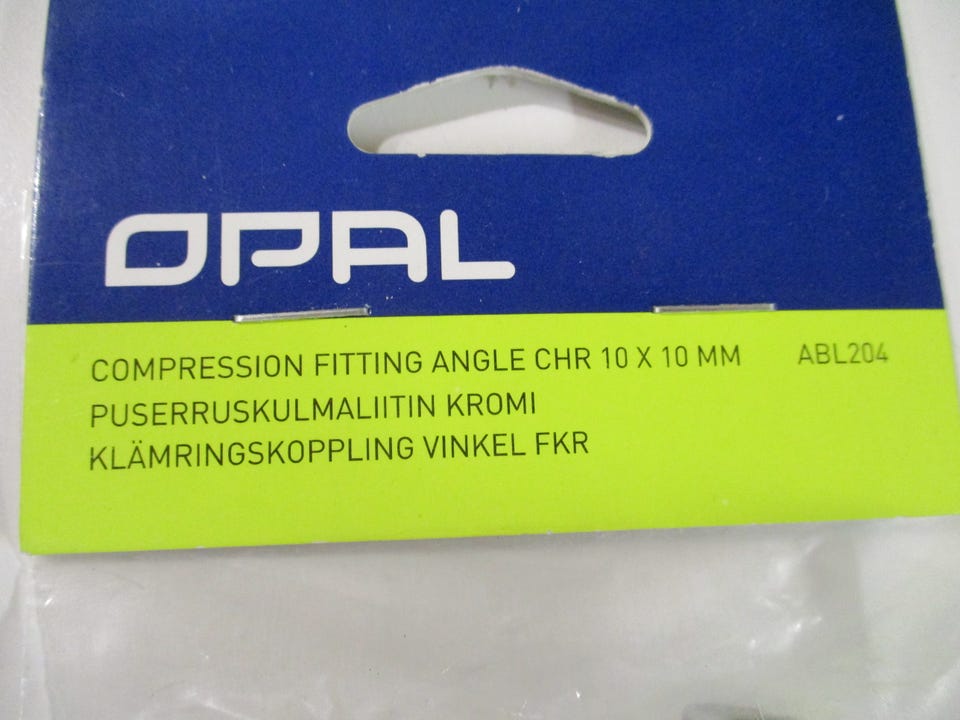 OPAL
COMPRESSION FITTING ANGLE CHR 10 X 10 MM ABL204
PUSERRUSKULMALIITIN KROMI
KLÄMRINGSKOPPLING VINKEL FKR